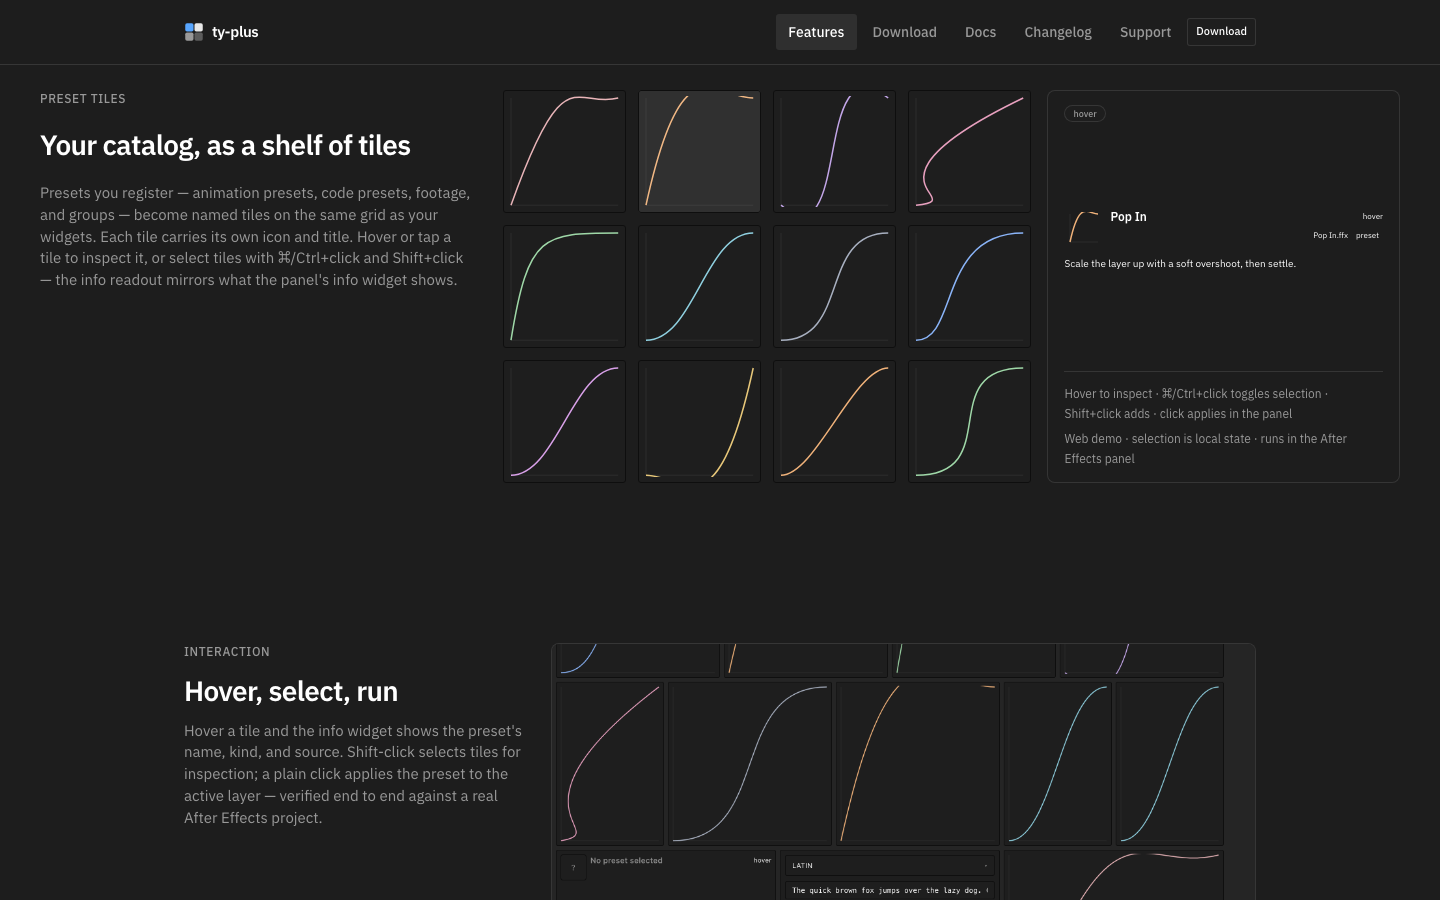 ty-plus
Features
Download
Docs
Changelog
Support
Download
PRESET TILES
Your catalog, as a shelf of tiles
Presets you register — animation presets, code presets, footage,
and groups — become named tiles on the same grid as your
widgets. Each tile carries its own icon and title. Hover or tap a
tile to inspect it, or select tiles with ⌘/Ctrl+click and Shift+click
— the info readout mirrors what the panel's info widget shows.
hover
Pop In
hover
Pop In.ffx preset
Scale the layer up with a soft overshoot, then settle.
Hover to inspect · ⌘/Ctrl+click toggles selection ·
Shift+click adds · click applies in the panel
Web demo · selection is local state · runs in the After
Effects panel
INTERACTION
Hover, select, run
Hover a tile and the info widget shows the preset's
name, kind, and source. Shift-click selects tiles for
inspection; a plain click applies the preset to the
active layer — verified end to end against a real
After Effects project.
?
No preset selected
hover
LATIN
The quick brown fox jumps over the lazy dog.